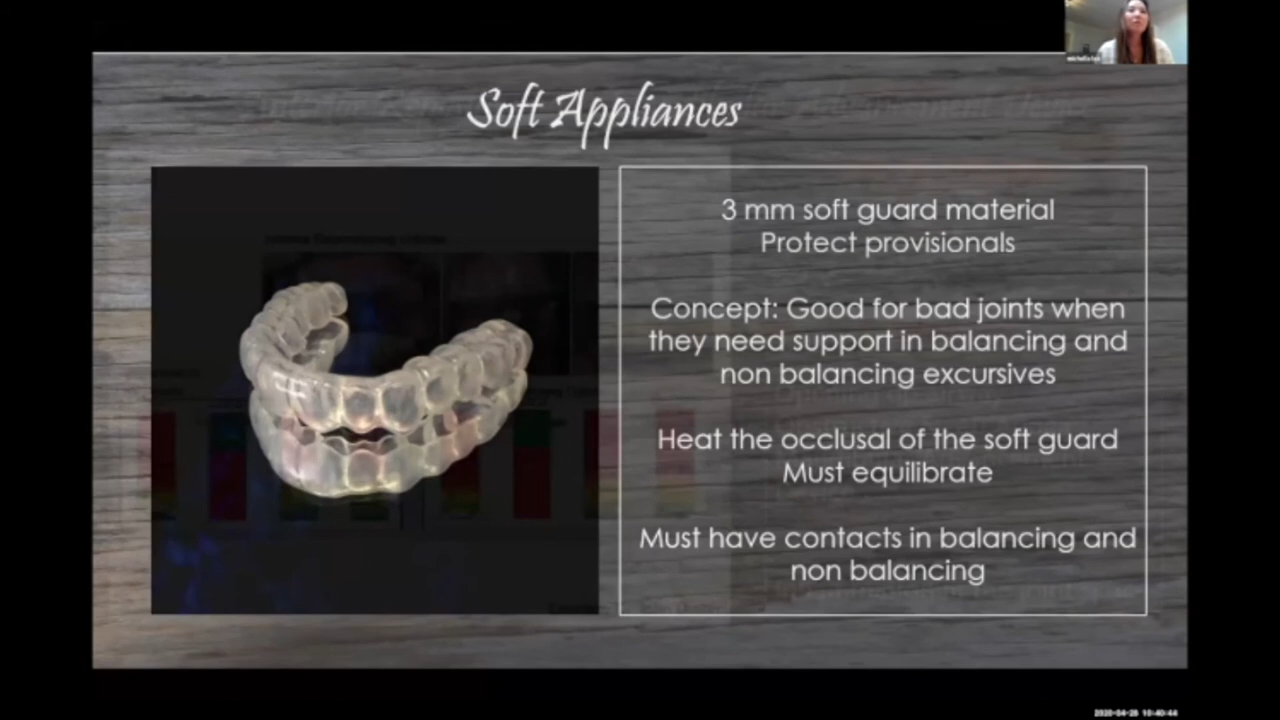 Soft Appliances
3 mm soft guard material
Protect provisionals
Concept: Good for bad joints when
they need support in balancing and
non balancing excursives
Heat the occlusal of the soft guard
Must equilibrate
Must have contacts in balancing and
non balancing
2020-04-28 10:40:44